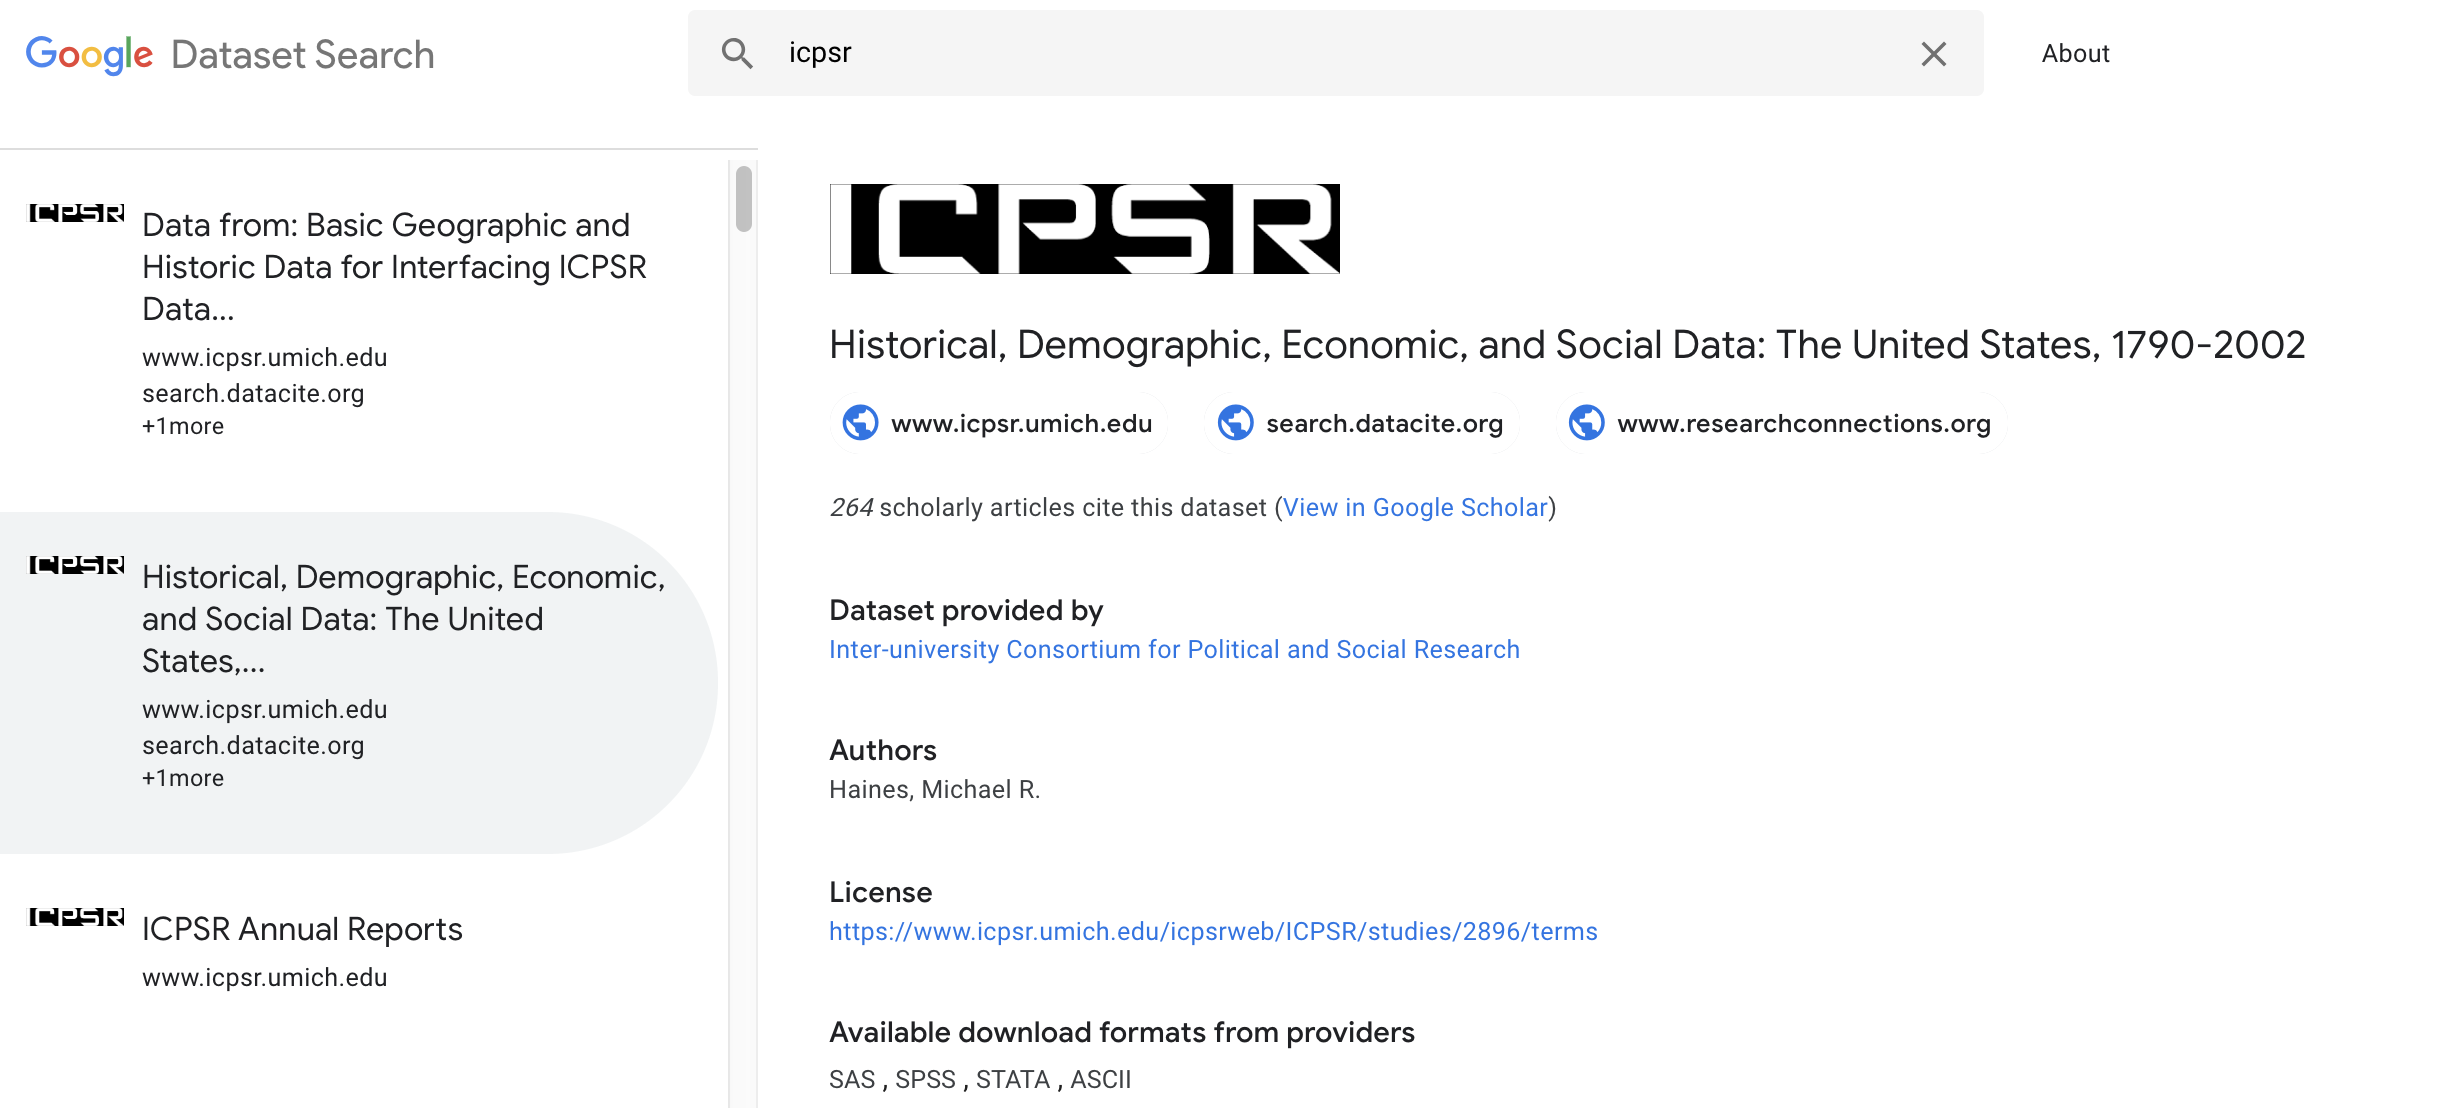 Google Dataset Search
icpsr
About
ICPSR
Data from: Basic Geographic and
Historic Data for Interfacing ICPSR
Data...
www.icpsr.umich.edu
search.datacite.org
+1more
ICPSR
Historical, Demographic, Economic,
and Social Data: The United
States,...
www.icpsr.umich.edu
search.datacite.org
+1more
ICPSR
ICPSR Annual Reports
www.icpsr.umich.edu
ICPSR
Historical, Demographic, Economic, and Social Data: The United States, 1790-2002
www.icpsr.umich.edu search.datacite.org www.researchconnections.org
264 scholarly articles cite this dataset (View in Google Scholar)
Dataset provided by
Inter-university Consortium for Political and Social Research
Authors
Haines, Michael R.
License
https://www.icpsr.umich.edu/icpsrweb/ICPSR/studies/2896/terms
Available download formats from providers
SAS , SPSS , STATA , ASCII